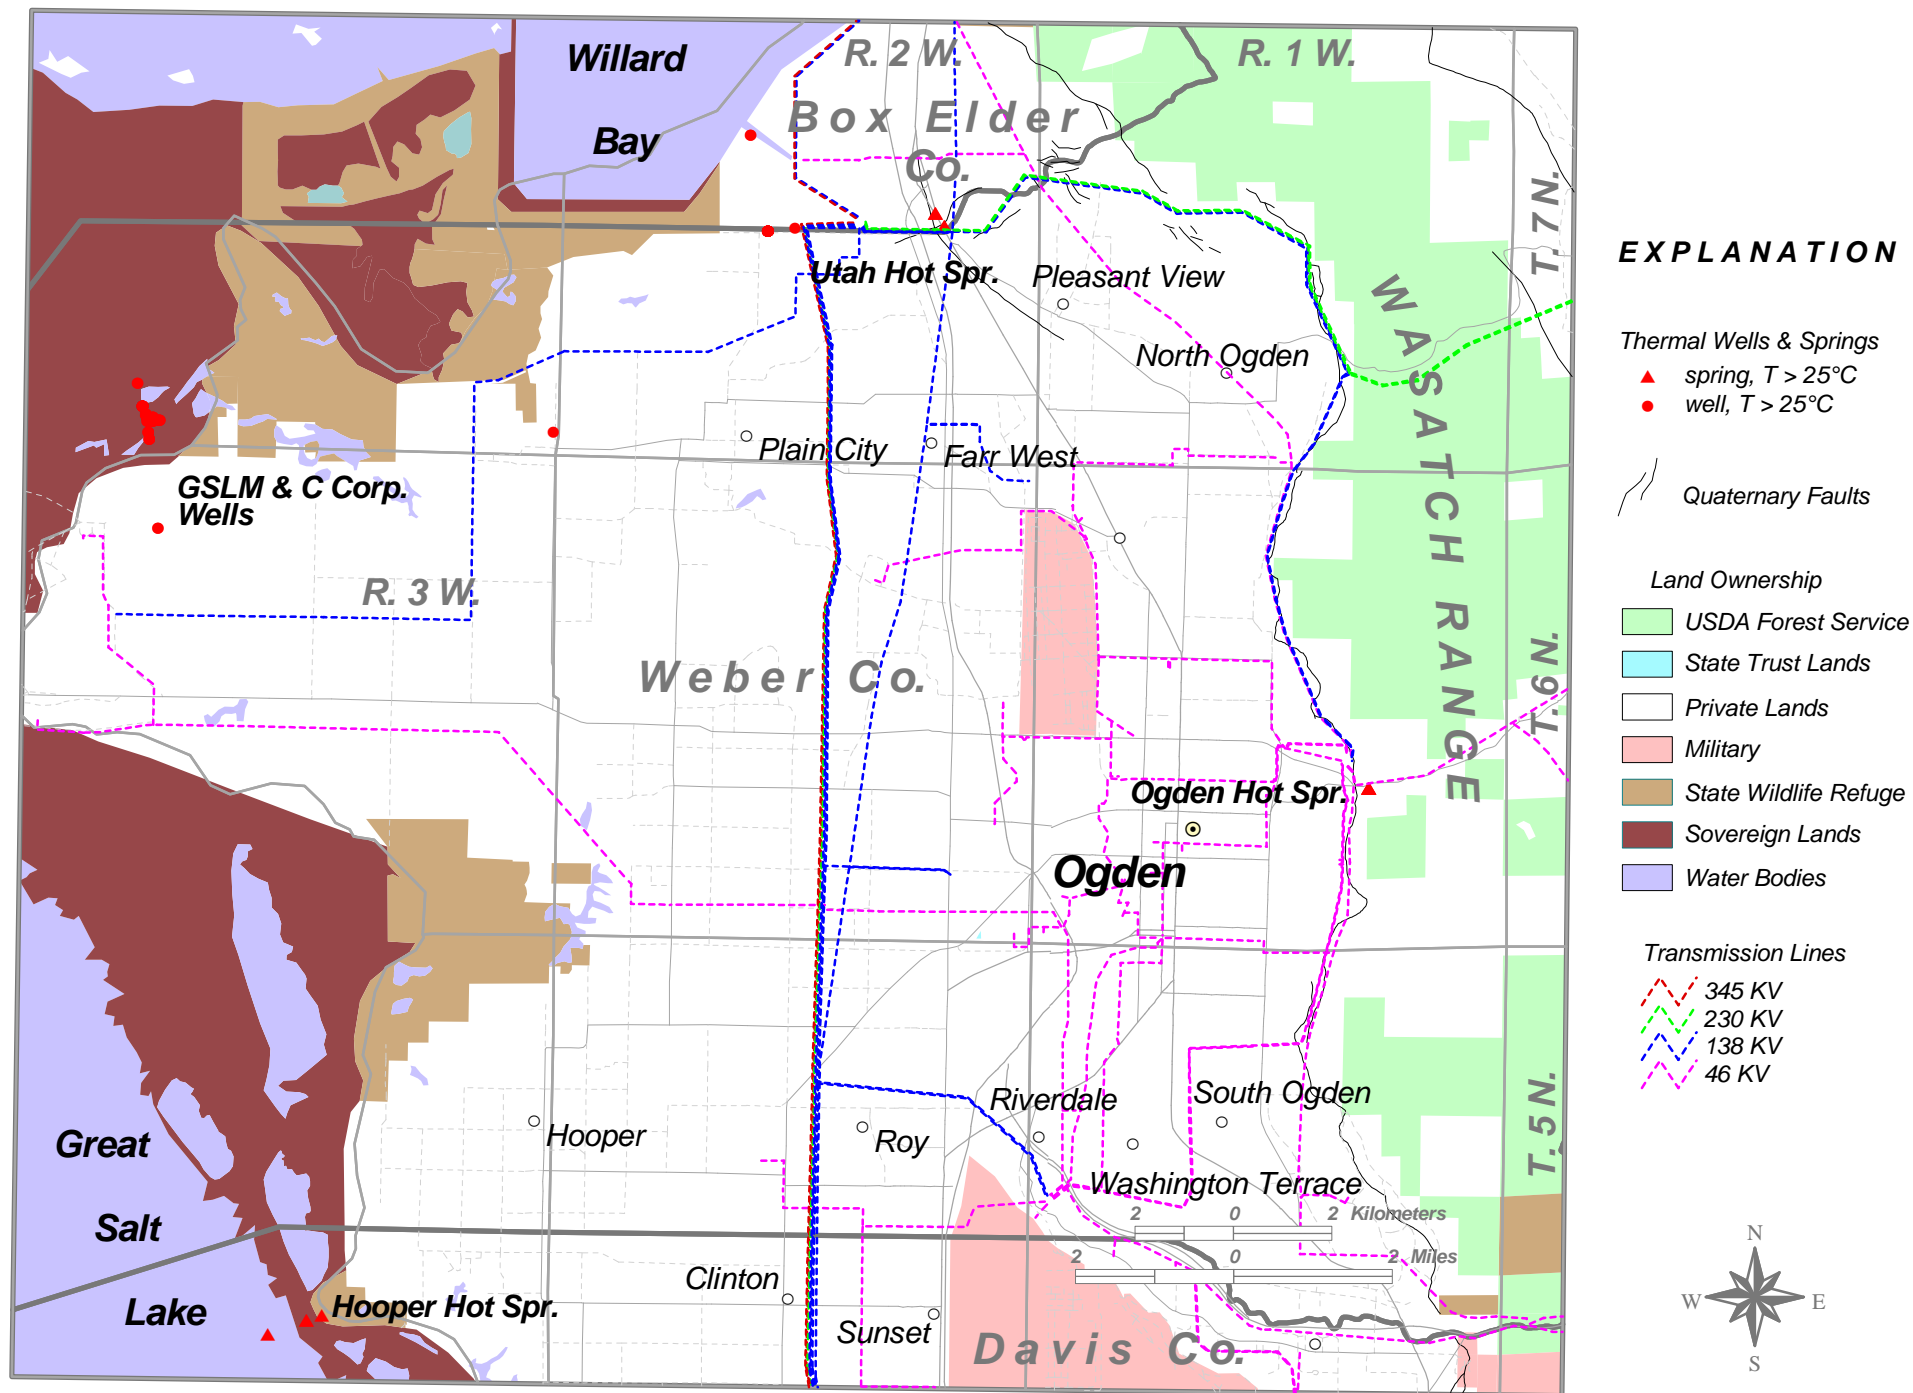 Willard
Bay
R. 2 W.
R. 1 W.
Box Elder
Co.
T. 7 N.
Utah Hot Spr.
Pleasant View
North Ogden
WASATCH RANGE
Plain City
Farr West
GSLM & C Corp.
Wells
R. 3 W.
Weber Co.
T. 6 N.
Ogden Hot Spr.
Ogden
Riverdale
South Ogden
Hooper
Roy
Washington Terrace
T. 5 N.
Great
Salt
Lake
Hooper Hot Spr.
Clinton
Sunset
Davis Co.
2 0 2 Kilometers
2 0 2 Miles
EXPLANATION
Thermal Wells & Springs
spring, T > 25°C
well, T > 25°C
Quaternary Faults
Land Ownership
USDA Forest Service
State Trust Lands
Private Lands
Military
State Wildlife Refuge
Sovereign Lands
Water Bodies
Transmission Lines
345 KV
230 KV
138 KV
46 KV
N
W E
S